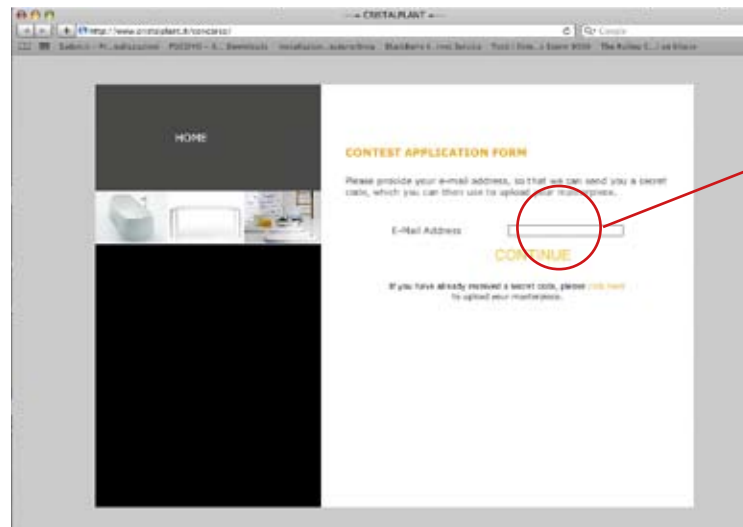 CRISTALPLANT
http://www.cristalplant.it/concorso/
Google
HOME
CONTEST APPLICATION FORM
Please provide your e-mail address, so that we can send you a secret
code, which you can then use to upload your masterpiece.
E-Mail Address
CONTINUE
If you have already received a secret code, please click here
to upload your masterpiece.